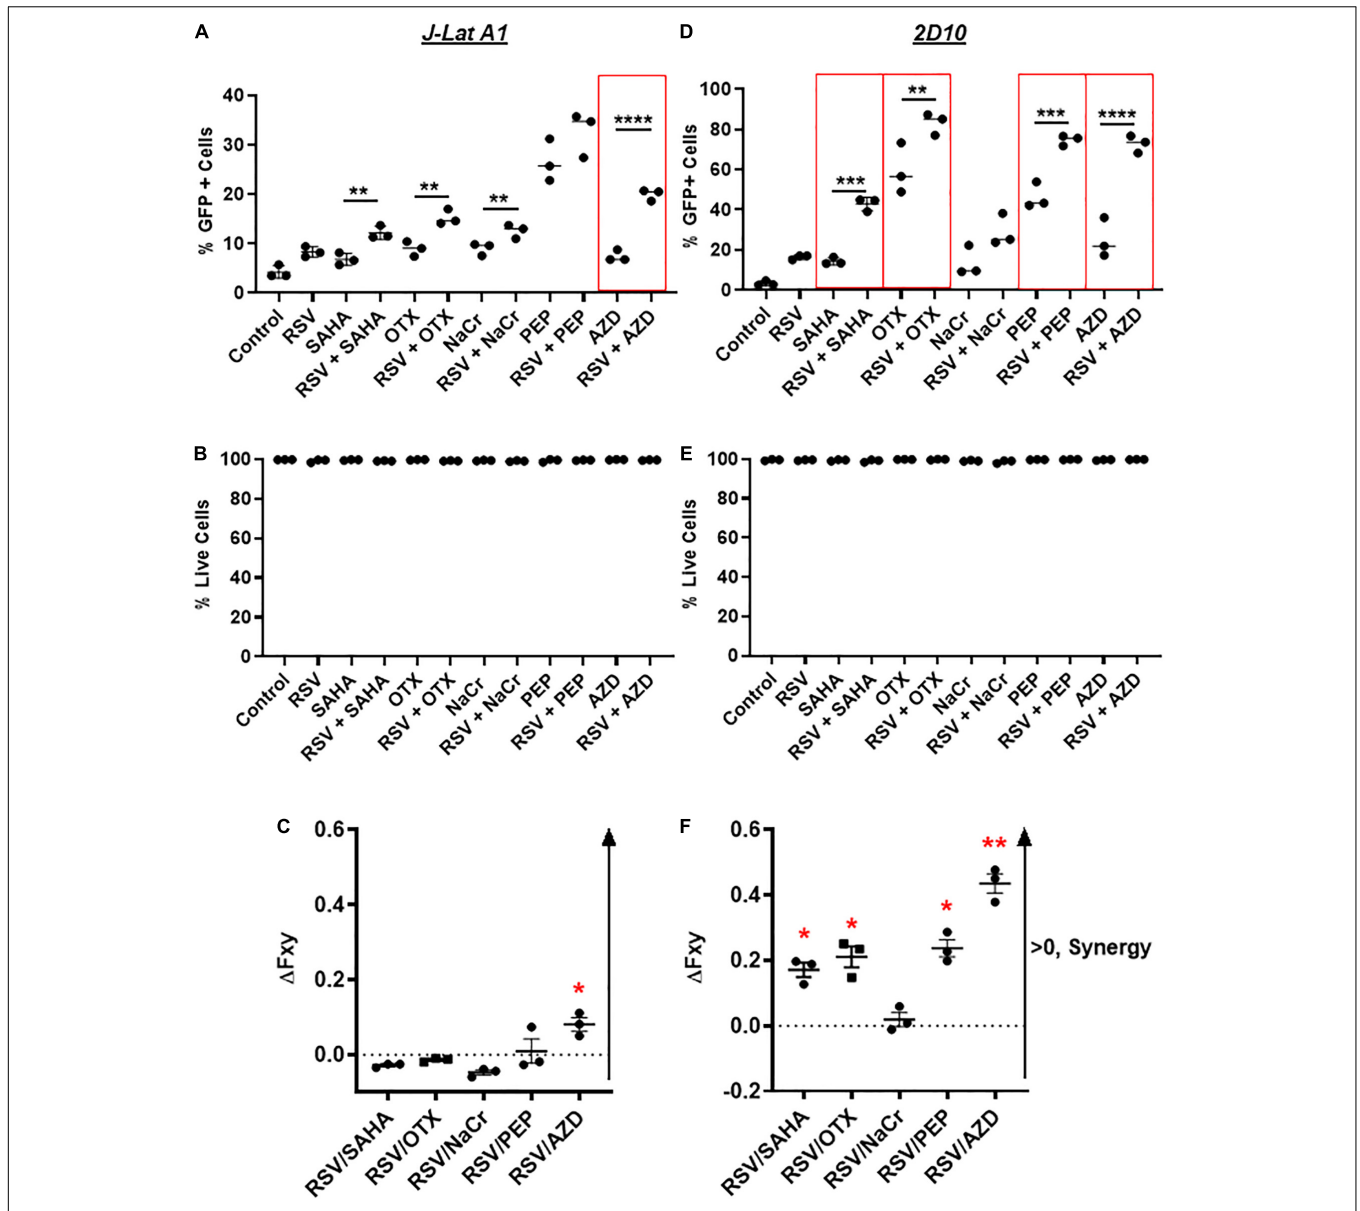 A
J-Lat A1
% GFP + Cells
40
30
20
10
0
**
**
**
****
Control
RSV
SAHA
RSV + SAHA
OTX
RSV + OTX
NaCr
RSV + NaCr
PEP
RSV + PEP
AZD
RSV + AZD
D
2D10
% GFP+ Cells
100
80
60
40
20
0
***
**
***
****
Control
RSV
SAHA
RSV + SAHA
OTX
RSV + OTX
NaCr
RSV + NaCr
PEP
RSV + PEP
AZD
RSV + AZD
B
% Live Cells
100
80
60
40
20
0
Control
RSV
SAHA
RSV + SAHA
OTX
RSV + OTX
NaCr
RSV + NaCr
PEP
RSV + PEP
AZD
RSV + AZD
E
% Live Cells
100
80
60
40
20
0
Control
RSV
SAHA
RSV + SAHA
OTX
RSV + OTX
NaCr
RSV + NaCr
PEP
RSV + PEP
AZD
RSV + AZD
C
ΔFxy
0.6
0.4
0.2
0.0
*
RSV/SAHA
RSV/OTX
RSV/NaCr
RSV/PEP
RSV/AZD
F
ΔFxy
0.6
0.4
0.2
0.0
-0.2
*
*
*
**
>0, Synergy
RSV/SAHA
RSV/OTX
RSV/NaCr
RSV/PEP
RSV/AZD